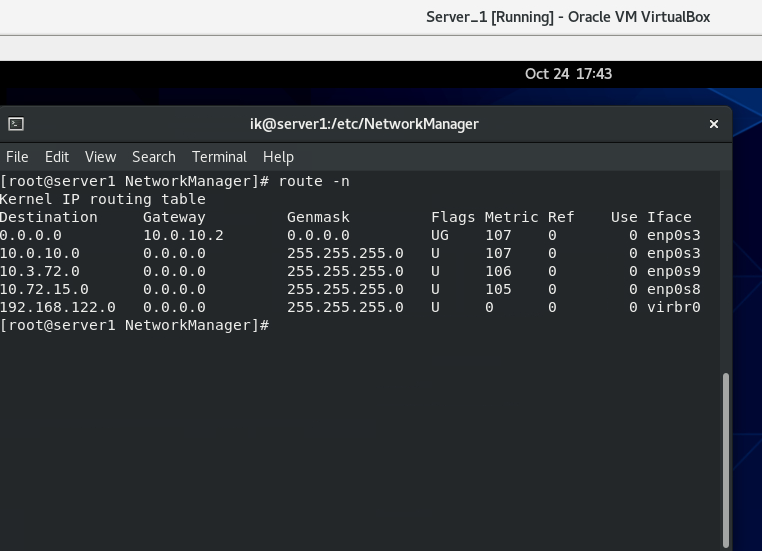 Server_1 [Running] - Oracle VM VirtualBox
Oct 24 17:43
ik@server1:/etc/NetworkManager
File Edit View Search Terminal Help
[root@server1 NetworkManager]# route -n
Kernel IP routing table
Destination     Gateway         Genmask         Flags Metric Ref    Use Iface
0.0.0.0         10.0.10.2       0.0.0.0         UG    107    0        0 enp0s3
10.0.10.0       0.0.0.0         255.255.255.0   U     107    0        0 enp0s3
10.3.72.0       0.0.0.0         255.255.255.0   U     106    0        0 enp0s9
10.72.15.0      0.0.0.0         255.255.255.0   U     105    0        0 enp0s8
192.168.122.0   0.0.0.0         255.255.255.0   U     0      0        0 virbr0
[root@server1 NetworkManager]#